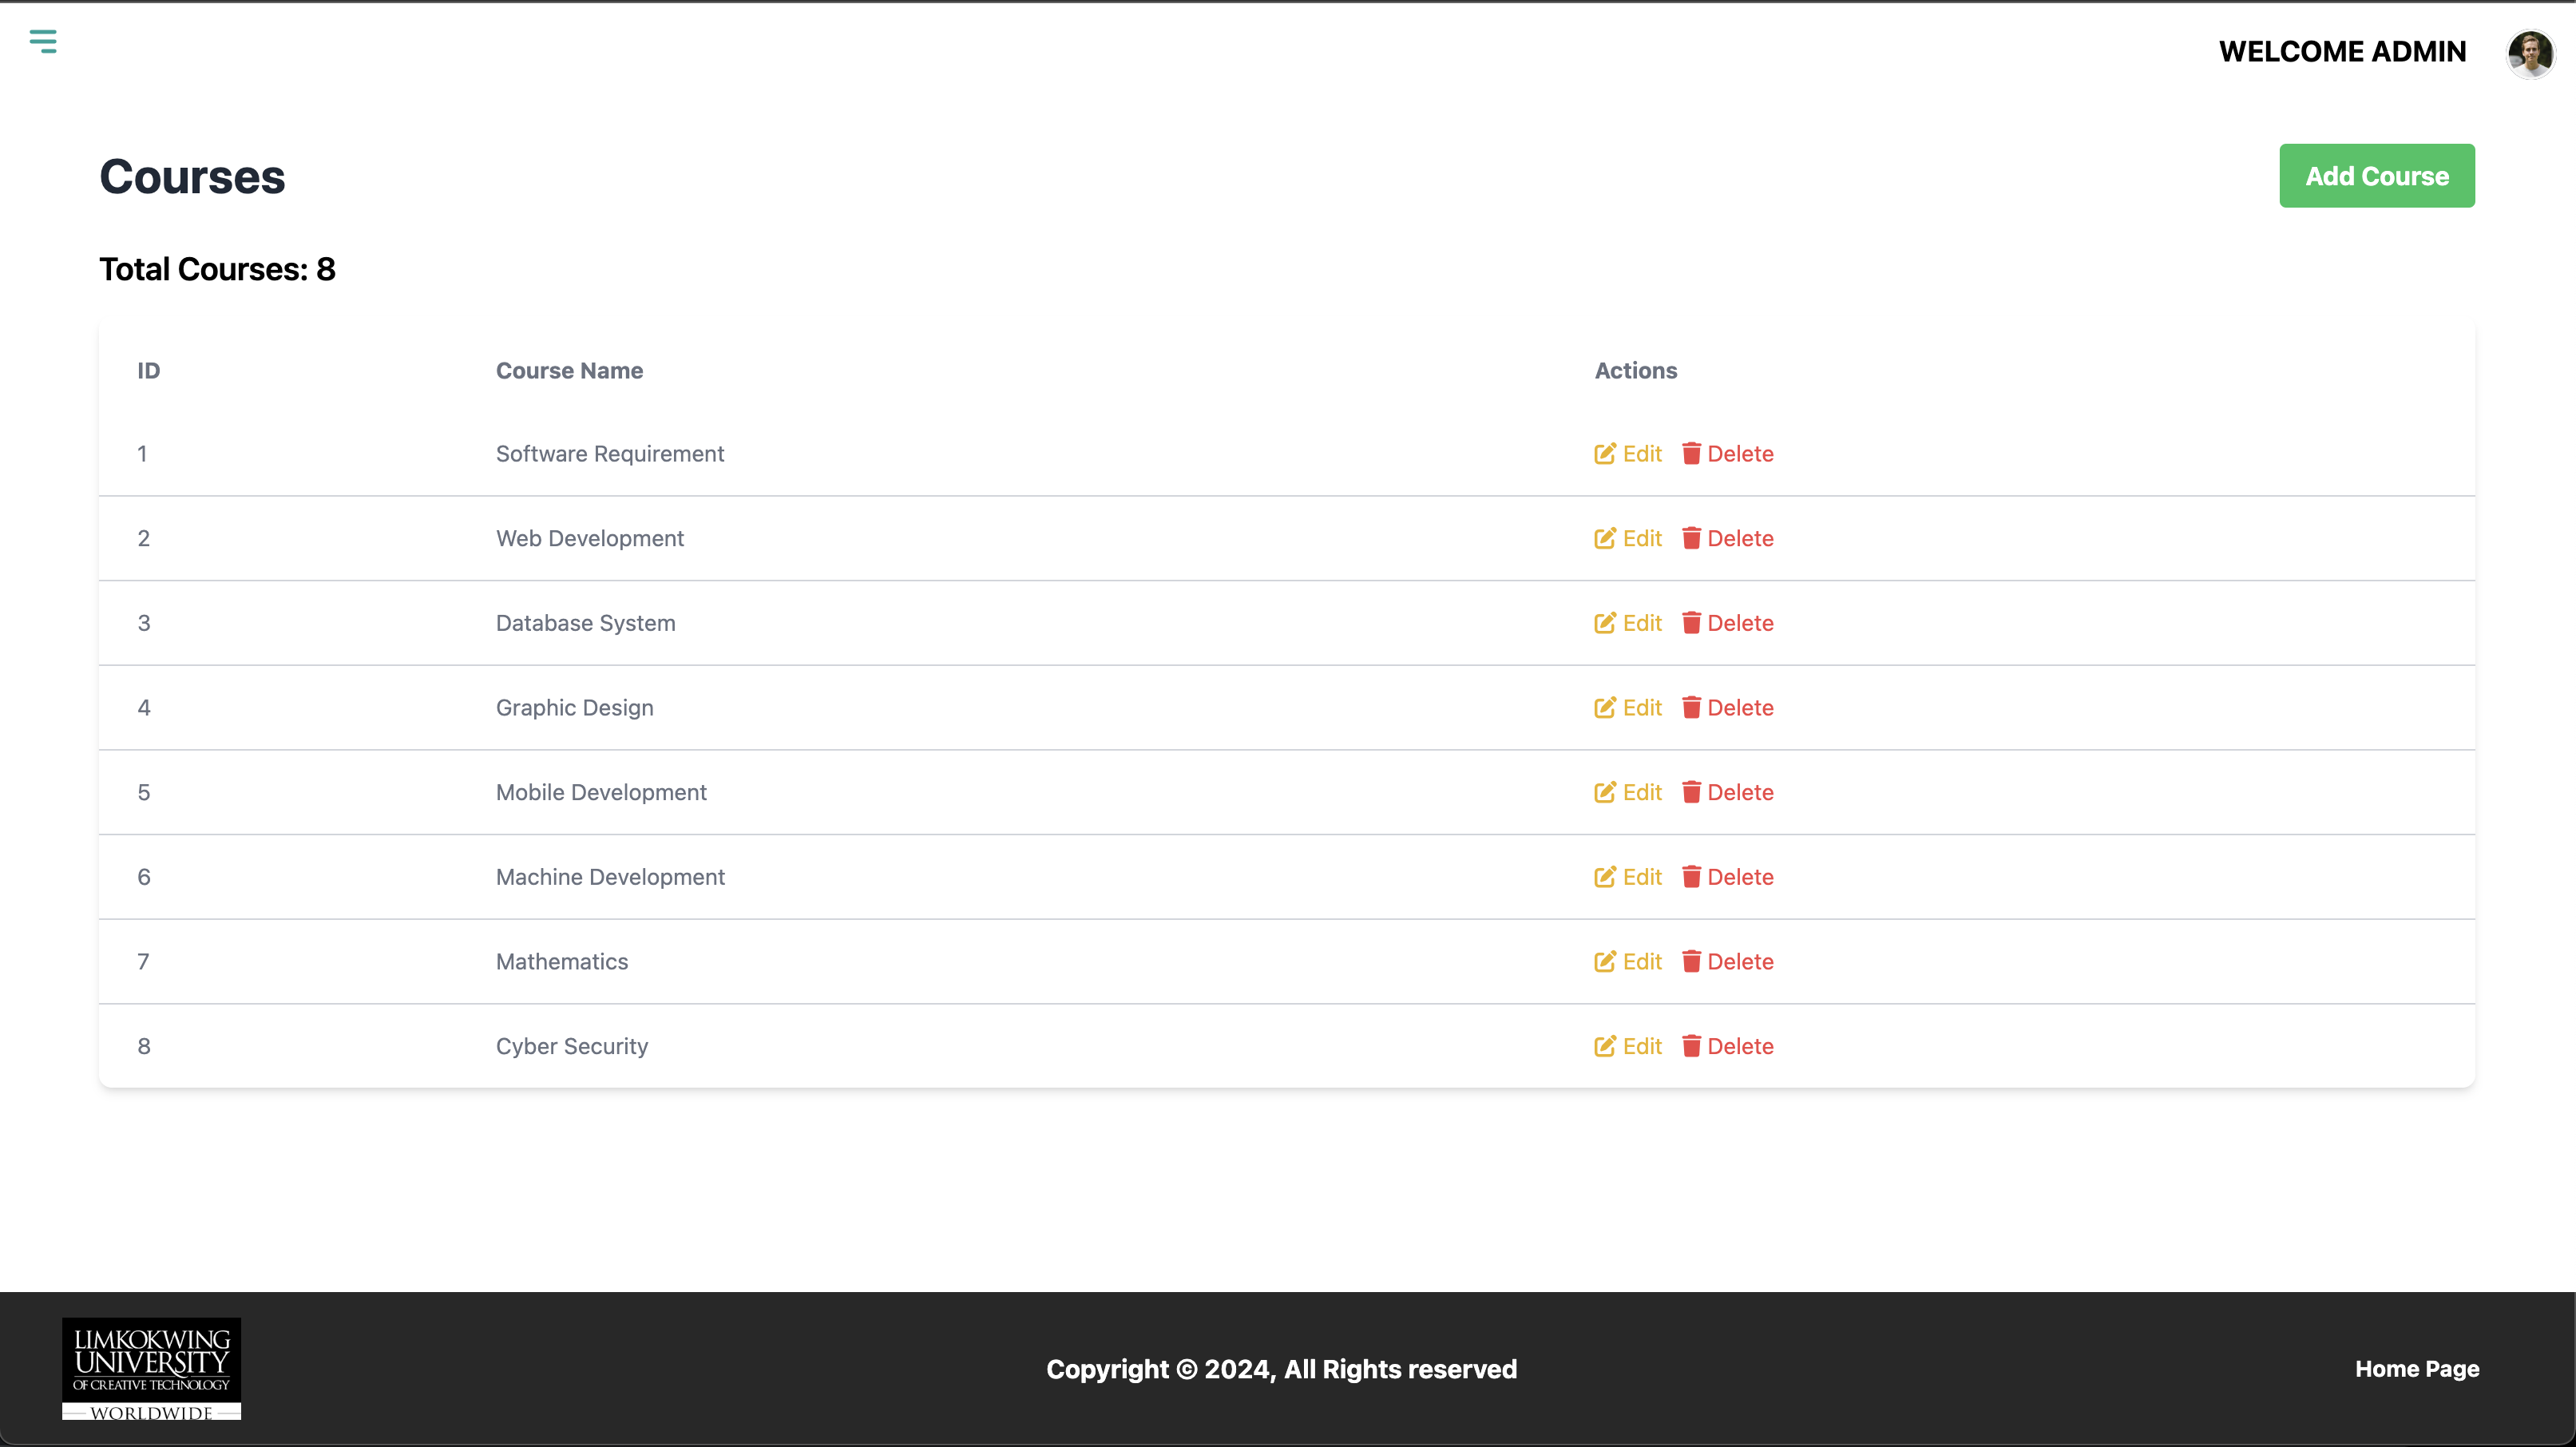 WELCOME ADMIN
Courses
Add Course
Total Courses: 8
ID Course Name Actions
1 Software Requirement Edit Delete
2 Web Development Edit Delete
3 Database System Edit Delete
4 Graphic Design Edit Delete
5 Mobile Development Edit Delete
6 Machine Development Edit Delete
7 Mathematics Edit Delete
8 Cyber Security Edit Delete
LIMKOKWING
UNIVERSITY
OF CREATIVE TECHNOLOGY
WORLDWIDE
Copyright © 2024, All Rights reserved
Home Page